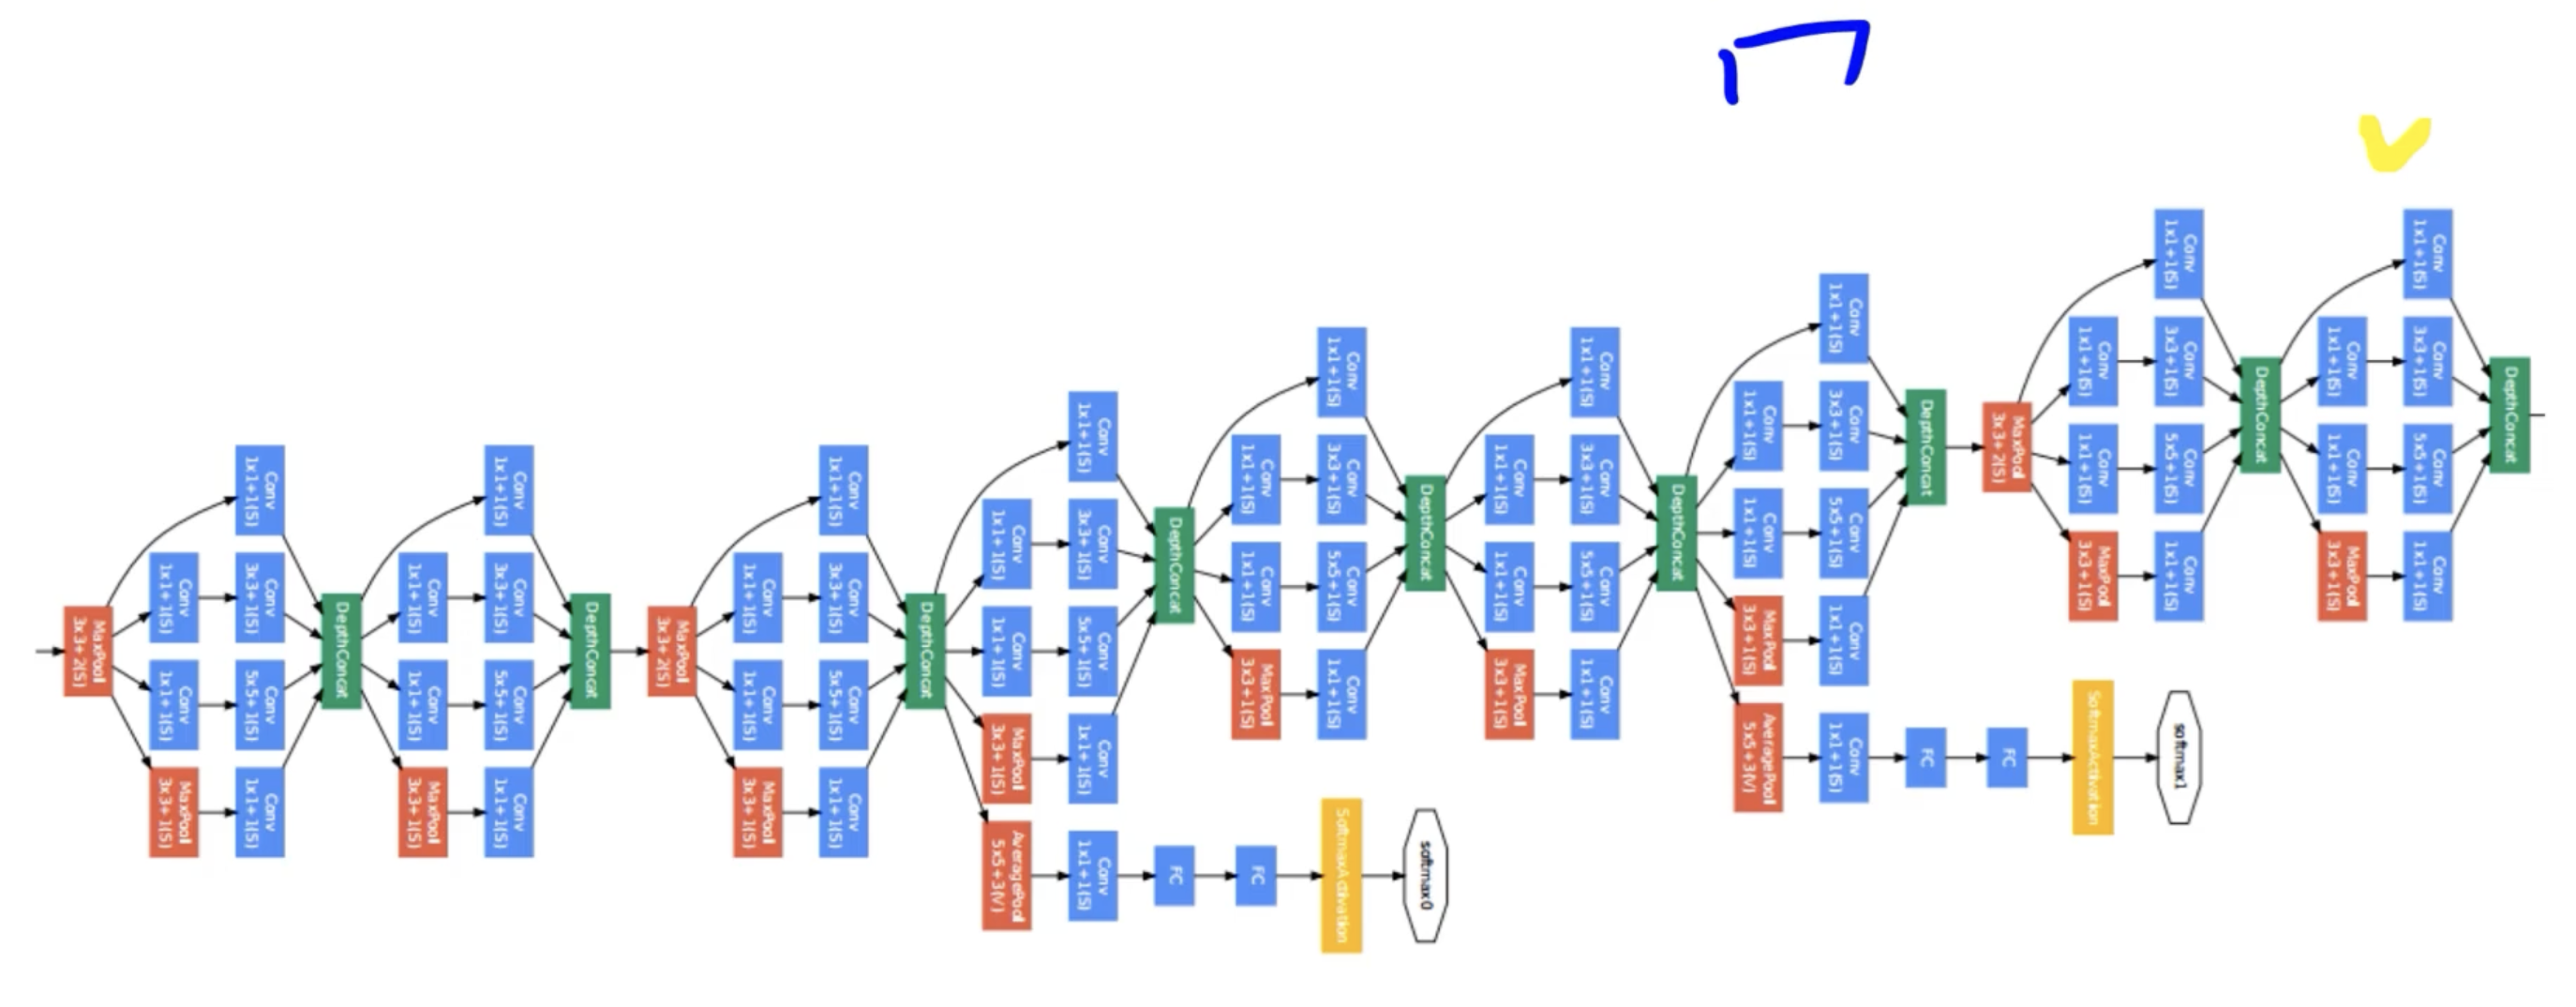 MaxPool
3x3+2(S)
Conv
1x1+1(S)
Conv
1x1+1(S)
MaxPool
3x3+1(S)
Conv
1x1+1(S)
Conv
3x3+1(S)
Conv
5x5+1(S)
Conv
1x1+1(S)
DepthConcat
Conv
1x1+1(S)
Conv
1x1+1(S)
MaxPool
3x3+1(S)
Conv
1x1+1(S)
Conv
3x3+1(S)
Conv
5x5+1(S)
Conv
1x1+1(S)
DepthConcat
MaxPool
3x3+2(S)
Conv
1x1+1(S)
Conv
1x1+1(S)
MaxPool
3x3+1(S)
Conv
1x1+1(S)
Conv
3x3+1(S)
Conv
5x5+1(S)
Conv
1x1+1(S)
DepthConcat
Conv
1x1+1(S)
Conv
1x1+1(S)
MaxPool
3x3+1(S)
AveragePool
5x5+3(V)
Conv
1x1+1(S)
Conv
3x3+1(S)
Conv
5x5+1(S)
Conv
1x1+1(S)
Conv
1x1+1(S)
FC
FC
SoftmaxActivation
softmax0
DepthConcat
Conv
1x1+1(S)
Conv
1x1+1(S)
MaxPool
3x3+1(S)
Conv
1x1+1(S)
Conv
3x3+1(S)
Conv
5x5+1(S)
Conv
1x1+1(S)
DepthConcat
Conv
1x1+1(S)
Conv
1x1+1(S)
MaxPool
3x3+1(S)
Conv
1x1+1(S)
Conv
3x3+1(S)
Conv
5x5+1(S)
Conv
1x1+1(S)
DepthConcat
Conv
1x1+1(S)
Conv
1x1+1(S)
MaxPool
3x3+1(S)
AveragePool
5x5+3(V)
Conv
1x1+1(S)
Conv
3x3+1(S)
Conv
5x5+1(S)
Conv
1x1+1(S)
Conv
1x1+1(S)
FC
FC
SoftmaxActivation
softmax1
DepthConcat
MaxPool
3x3+2(S)
Conv
1x1+1(S)
Conv
1x1+1(S)
MaxPool
3x3+1(S)
Conv
1x1+1(S)
Conv
3x3+1(S)
Conv
5x5+1(S)
Conv
1x1+1(S)
DepthConcat
Conv
1x1+1(S)
Conv
1x1+1(S)
MaxPool
3x3+1(S)
Conv
1x1+1(S)
Conv
3x3+1(S)
Conv
5x5+1(S)
Conv
1x1+1(S)
DepthConcat